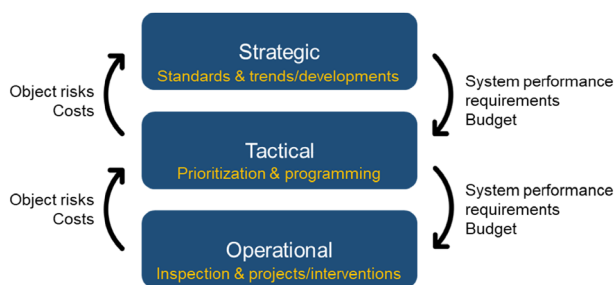 Strategic
Standards & trends/developments
Object risks
Costs
System performance
requirements
Budget
Tactical
Prioritization & programming
Object risks
Costs
System performance
requirements
Budget
Operational
Inspection & projects/interventions